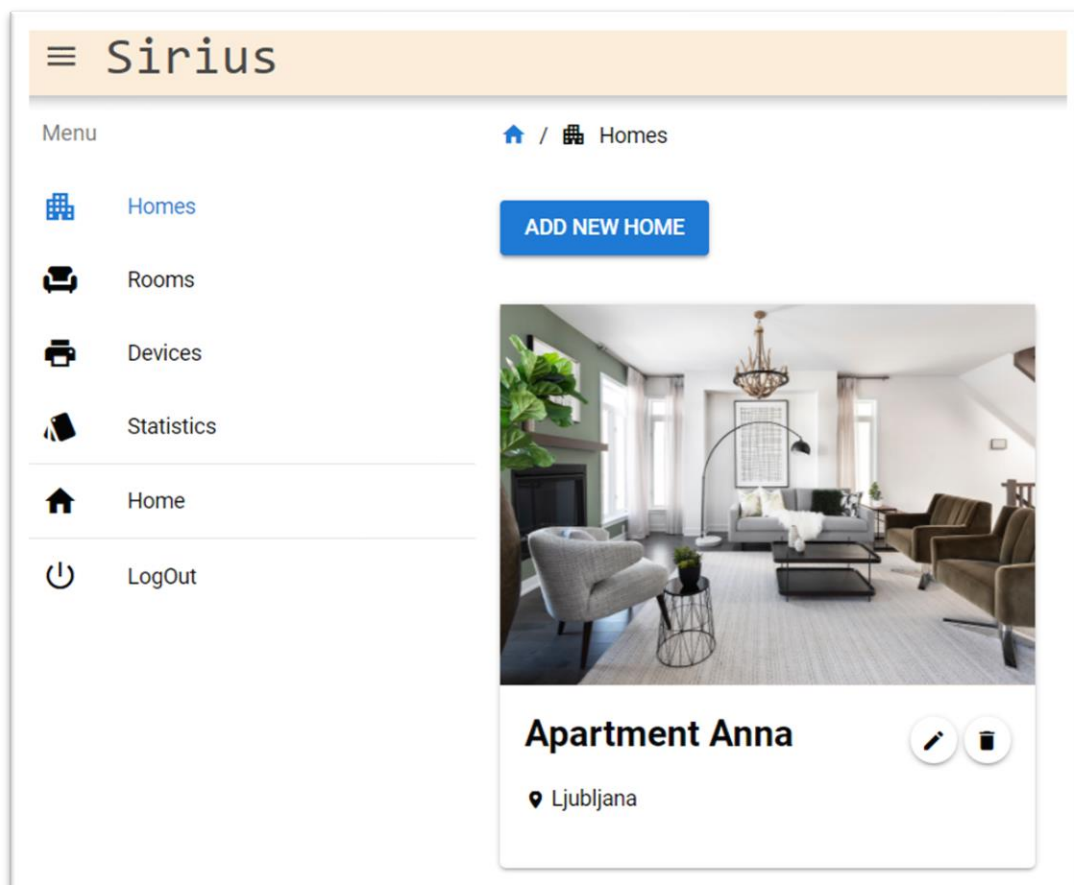 Sirius
Menu
Homes
Rooms
Devices
Statistics
Home
LogOut
/ Homes
ADD NEW HOME
Apartment Anna
Ljubljana